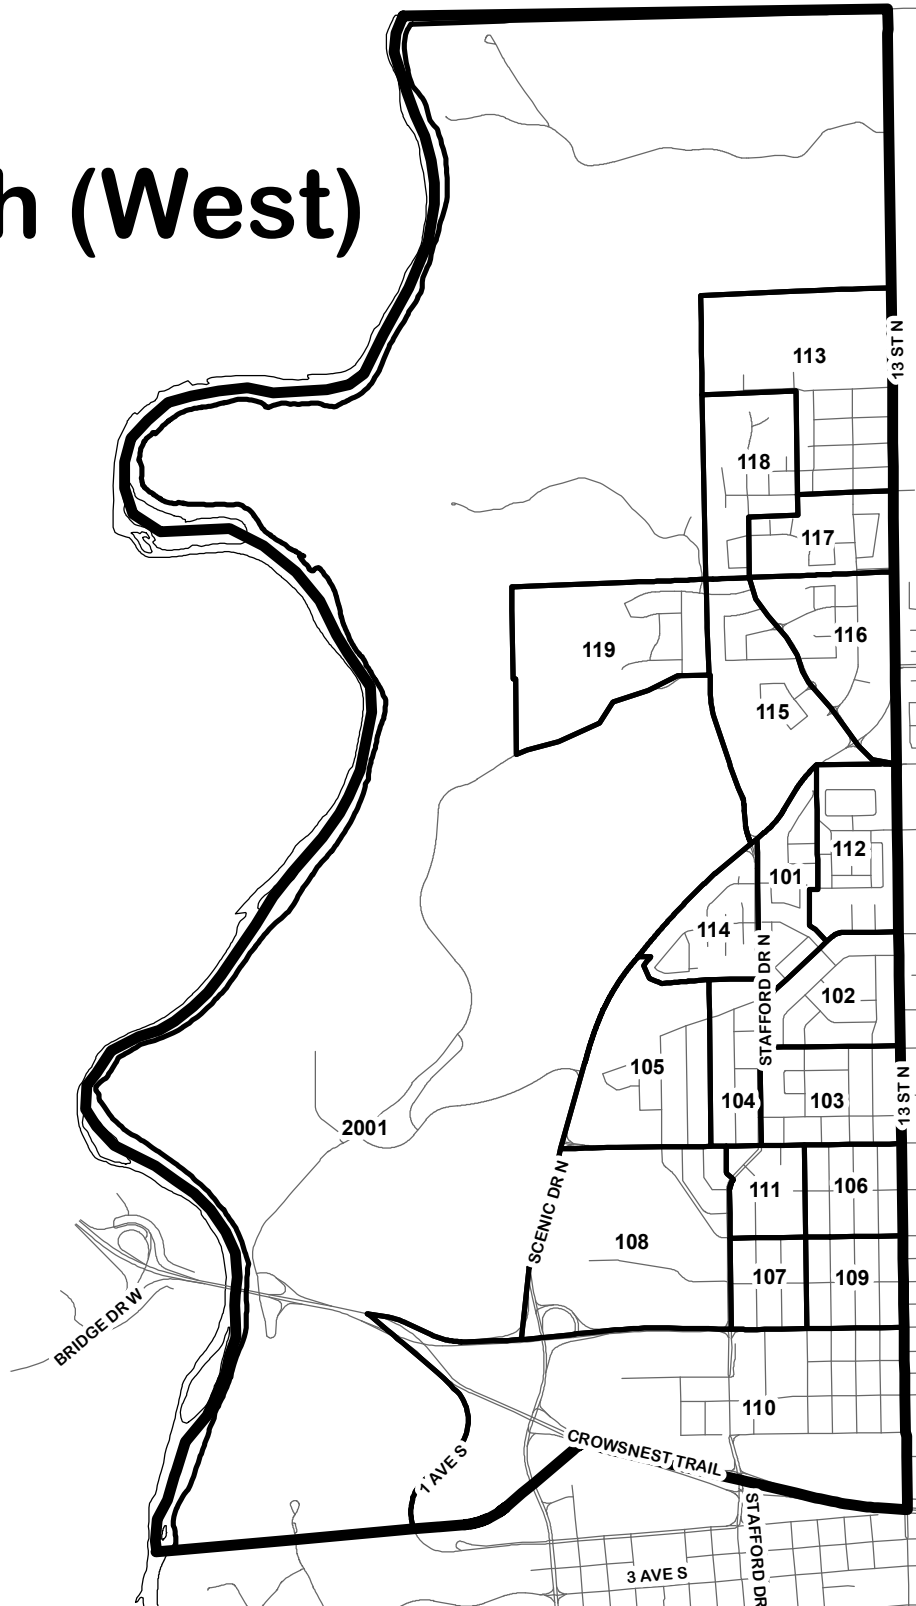 h (West)
13 ST N
113
118
117
116
119
115
112
101
114
STAFFORD DR N
102
105
104
103
13 ST N
2001
SCENIC DR N
111
106
108
107
109
BRIDGE DR W
110
CROWSNEST TRAIL
1 AVE S
STAFFORD DR
3 AVE S